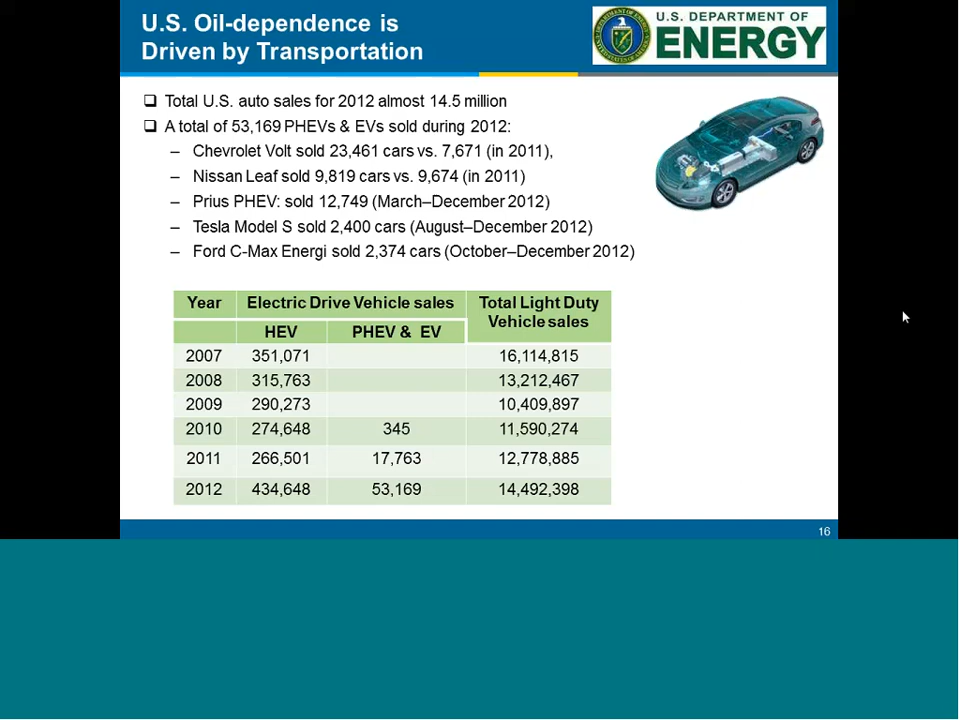 U.S. Oil-dependence is
Driven by Transportation
U.S. DEPARTMENT OF
ENERGY
❑ Total U.S. auto sales for 2012 almost 14.5 million
❑ A total of 53,169 PHEVs & EVs sold during 2012:
– Chevrolet Volt sold 23,461 cars vs. 7,671 (in 2011),
– Nissan Leaf sold 9,819 cars vs. 9,674 (in 2011)
– Prius PHEV: sold 12,749 (March–December 2012)
– Tesla Model S sold 2,400 cars (August–December 2012)
– Ford C-Max Energi sold 2,374 cars (October–December 2012)
Year Electric Drive Vehicle sales Total Light Duty
Vehicle sales
HEV PHEV & EV
2007 351,071 16,114,815
2008 315,763 13,212,467
2009 290,273 10,409,897
2010 274,648 345 11,590,274
2011 266,501 17,763 12,778,885
2012 434,648 53,169 14,492,398
16